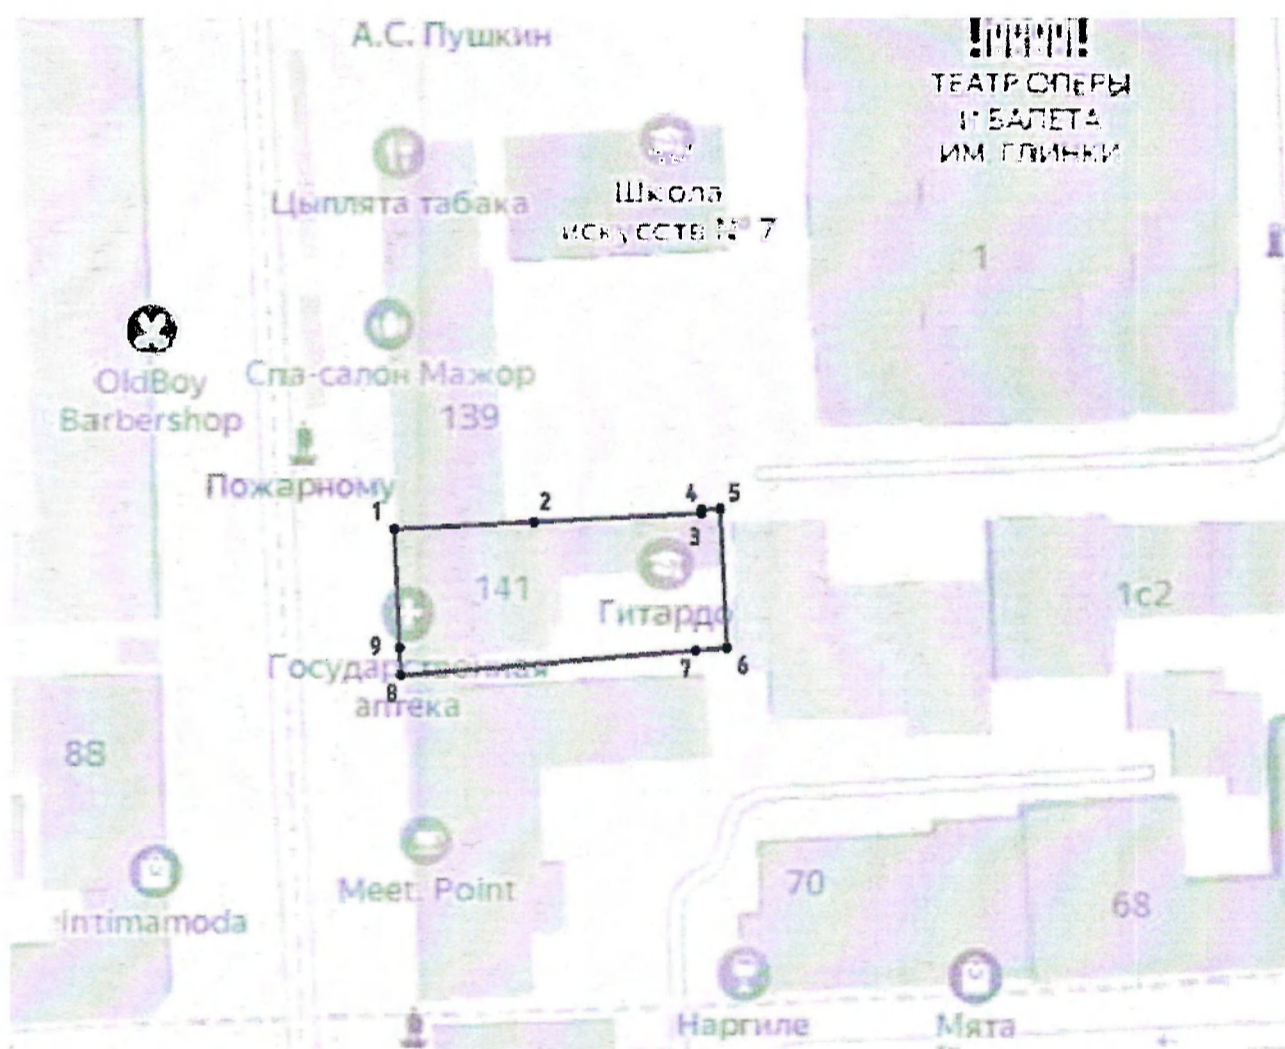 А.С. Пушкин
ТЕАТР ОПЕРЫ
И БАЛЕТА
ИМ. ГЛИНКИ
Цыплята табака
Школа
искусств № 7
1
OldBoy
Barbershop
Спа-салон Мажор
139
Пожарному
1
2
4
5
3
141
Гитардо
1с2
9
Государственная
аптека
8
7
6
88
Meet. Point
70
68
Intimamoda
Наргиле
Мята